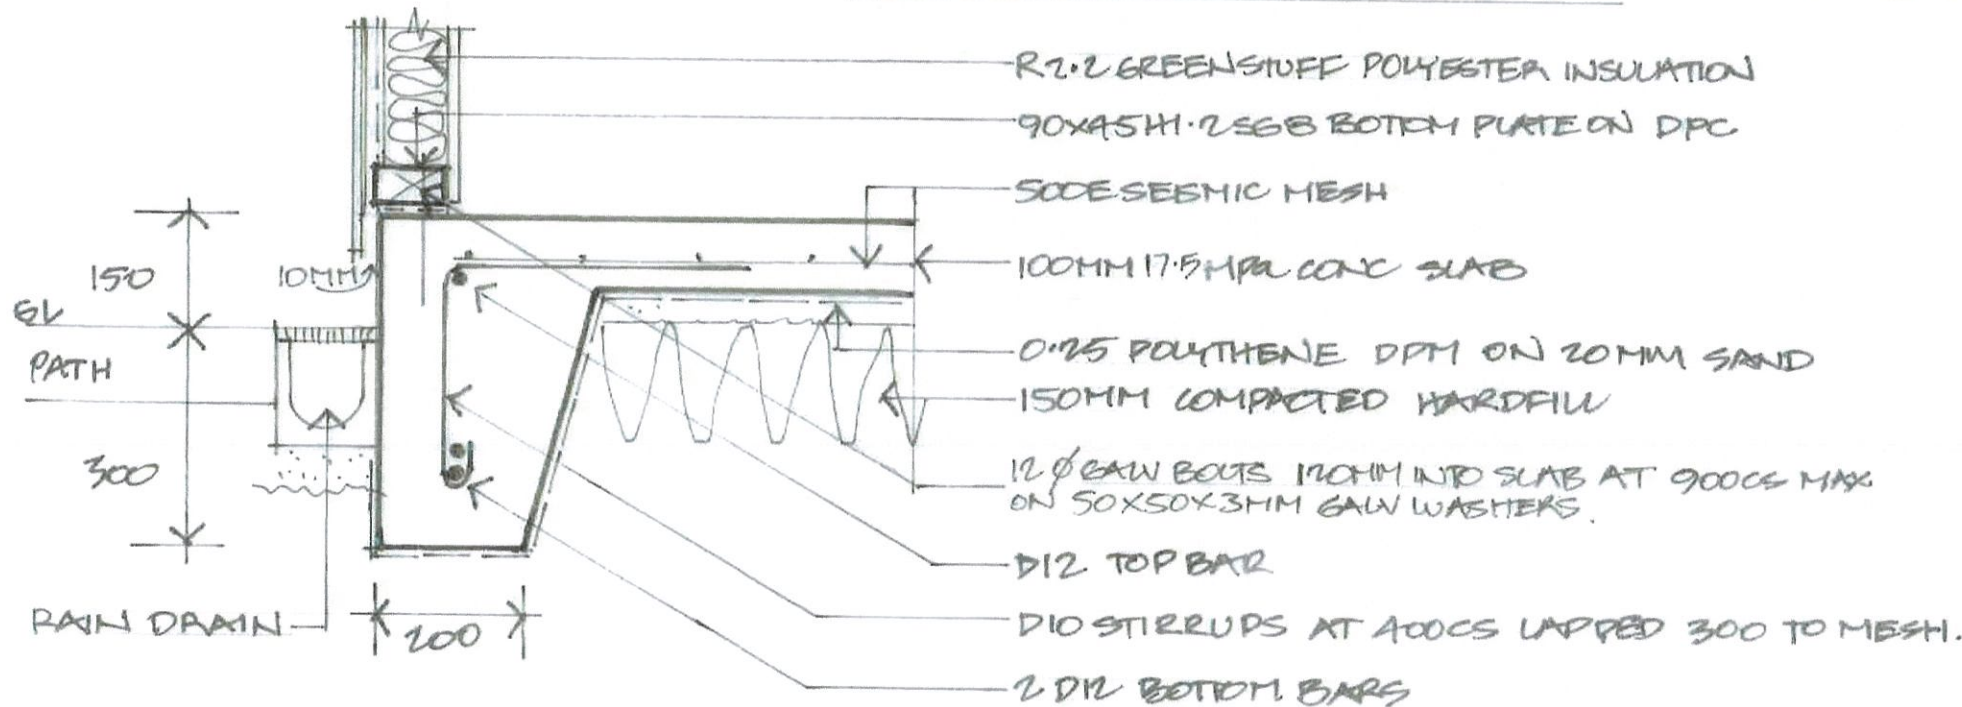 R2.2 GREENSTUFF POLYESTER INSULATION
90X45 H1.2 SG8 BOTTOM PLATE ON DPC
500E SEISMIC MESH
150
10MM
100MM 17.5 MPa CONC SLAB
GL
PATH
0.25 POLYTHENE DPM ON 20MM SAND
150MM COMPACTED HARDFILL
300
12 Ø GALV BOLTS 120MM INTO SLAB AT 900CS MAX
ON 50X50X3MM GALV WASHERS.
D12 TOP BAR
RAIN DRAIN
200
D10 STIRRUPS AT 400CS LAPPED 300 TO MESH.
2 D12 BOTTOM BARS